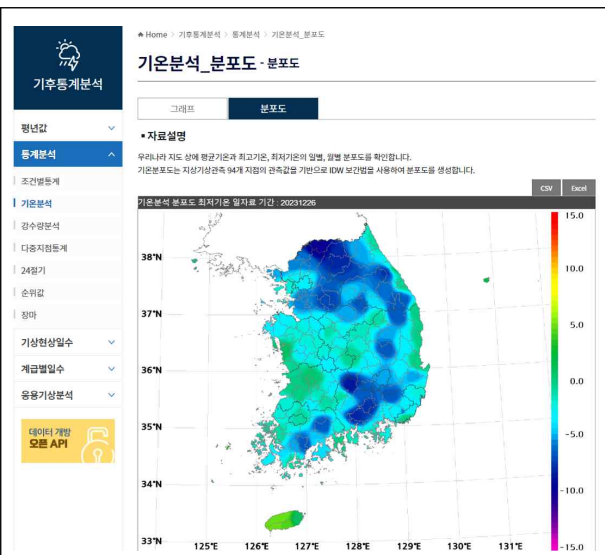 Home > 기후통계분석 > 통계분석 > 기온분석_분포도
기후통계분석
기온분석_분포도 - 분포도
그래프
분포도
평년값
통계분석
조건별통계
기온분석
강수량분석
다중지점통계
24절기
순위값
장마
기상현상일수
계급별일수
응용기상분석
데이터 개방
오픈 API
▪ 자료설명
우리나라 지도 상에 평균기온과 최고기온, 최저기온의 일별, 월별 분포도를 확인합니다.
기온분포도는 지상기상관측 94개 지점의 관측값을 기반으로 IDW 보간법을 사용하여 분포도를 생성합니다.
CSV
Excel
기온분석 분포도 최저기온 일자료 기간 : 20231226
38°N
37°N
36°N
35°N
34°N
33°N
125°E
126°E
127°E
128°E
129°E
130°E
131°E
15.0
10.0
5.0
0.0
-5.0
-10.0
-15.0